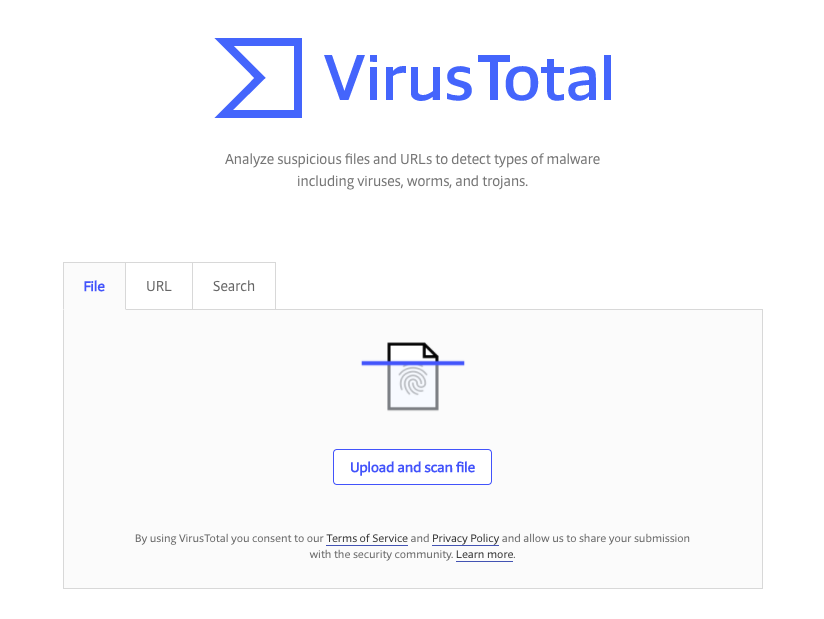 VirusTotal
Analyze suspicious files and URLs to detect types of malware
including viruses, worms, and trojans.
File
URL
Search
Upload and scan file
By using VirusTotal you consent to our Terms of Service and Privacy Policy and allow us to share your submission
with the security community. Learn more.